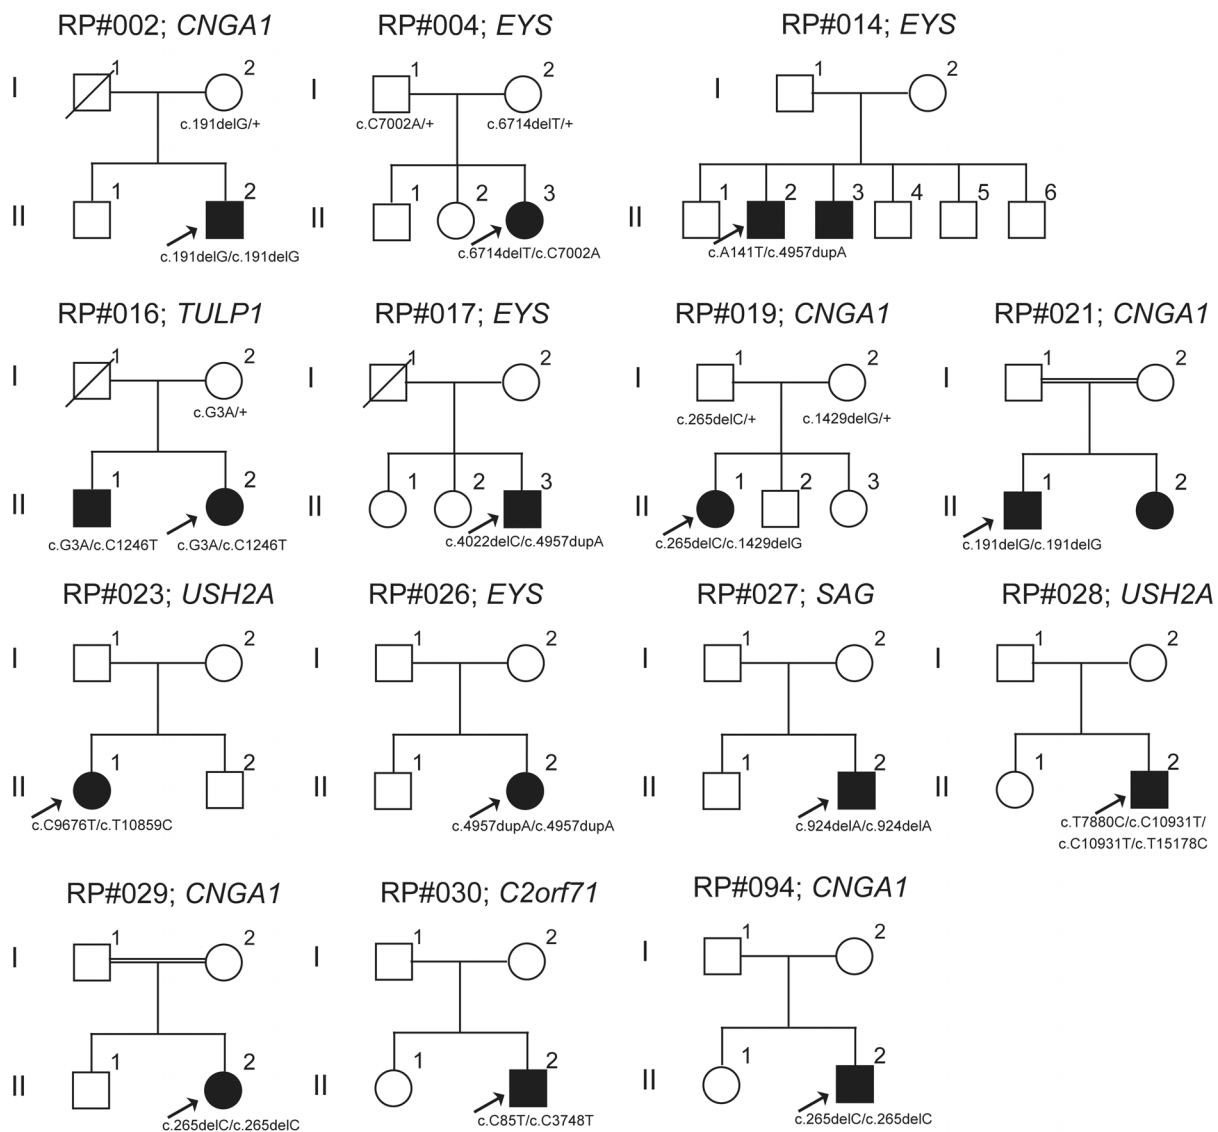 RP#002; CNGA1 RP#004; EYS RP#014; EYS
I 1 2 I 1 2 I 1 2
c.191delG/+ c.C7002A/+ c.6714delT/+
II 1 2 II 1 2 3 II 1 2 3 4 5 6
c.191delG/c.191delG c.6714delT/c.C7002A c.A141T/c.4957dupA
RP#016; TULP1 RP#017; EYS RP#019; CNGA1 RP#021; CNGA1
I 1 2 I 1 2 I 1 2 I 1 2
c.G3A/+ c.265delC/+ c.1429delG/+
II 1 2 II 1 2 3 II 1 2 3 II 1 2
c.G3A/c.C1246T c.G3A/c.C1246T c.4022delC/c.4957dupA c.265delC/c.1429delG c.191delG/c.191delG
RP#023; USH2A RP#026; EYS RP#027; SAG RP#028; USH2A
I 1 2 I 1 2 I 1 2 I 1 2
II 1 2 II 1 2 II 1 2 II 1 2
c.C9676T/c.T10859C c.4957dupA/c.4957dupA c.924delA/c.924delA c.T7880C/c.C10931T/
c.C10931T/c.T15178C
RP#029; CNGA1 RP#030; C2orf71 RP#094; CNGA1
I 1 2 I 1 2 I 1 2
II 1 2 II 1 2 II 1 2
c.265delC/c.265delC c.C85T/c.C3748T c.265delC/c.265delC